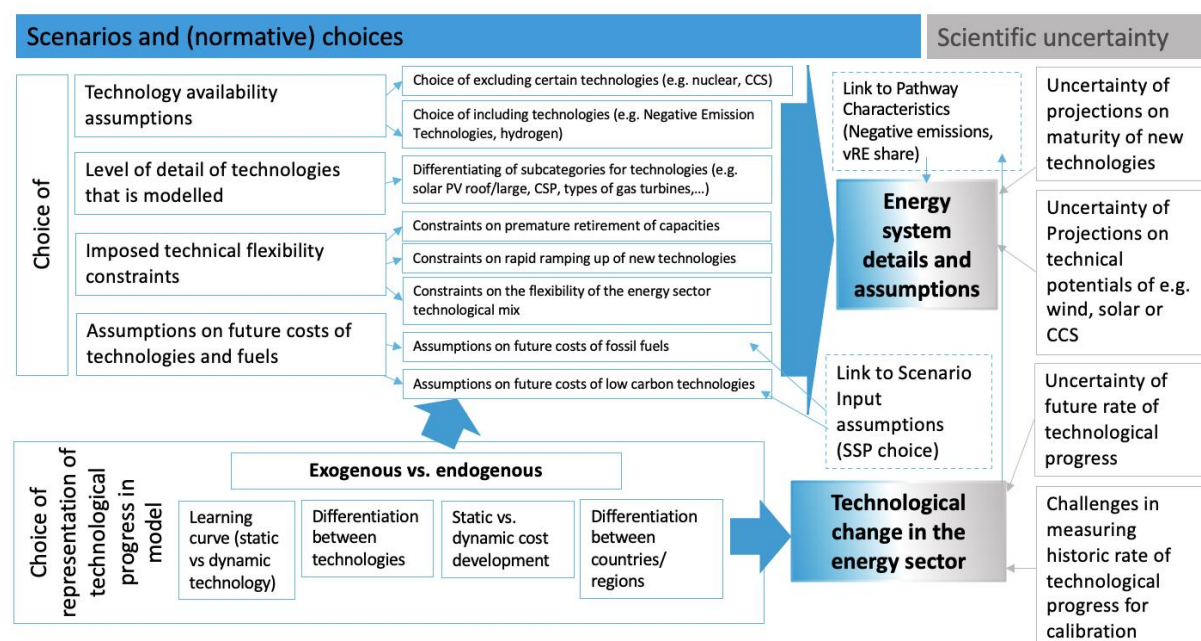 Scenarios and (normative) choices
Scientific uncertainty
Choice of
Technology availability
assumptions
Choice of excluding certain technologies (e.g. nuclear, CCS)
Choice of including technologies (e.g. Negative Emission
Technologies, hydrogen)
Level of detail of technologies
that is modelled
Differentiating of subcategories for technologies (e.g.
solar PV roof/large, CSP, types of gas turbines,...)
Imposed technical flexibility
constraints
Constraints on premature retirement of capacities
Constraints on rapid ramping up of new technologies
Constraints on the flexibility of the energy sector
technological mix
Assumptions on future costs of
technologies and fuels
Assumptions on future costs of fossil fuels
Assumptions on future costs of low carbon technologies
Link to Pathway
Characteristics
(Negative emissions,
vRE share)
Energy
system
details and
assumptions
Link to Scenario
Input
assumptions
(SSP choice)
Uncertainty of
projections on
maturity of new
technologies
Uncertainty of
Projections on
technical
potentials of e.g.
wind, solar or
CCS
Uncertainty of
future rate of
technological
progress
Challenges in
measuring
historic rate of
technological
progress for
calibration
Choice of
representation of
technological
progress in
model
Exogenous vs. endogenous
Learning
curve (static
vs dynamic
technology)
Differentiation
between
technologies
Static vs.
dynamic cost
development
Differentiation
between
countries/
regions
Technological
change in the
energy sector